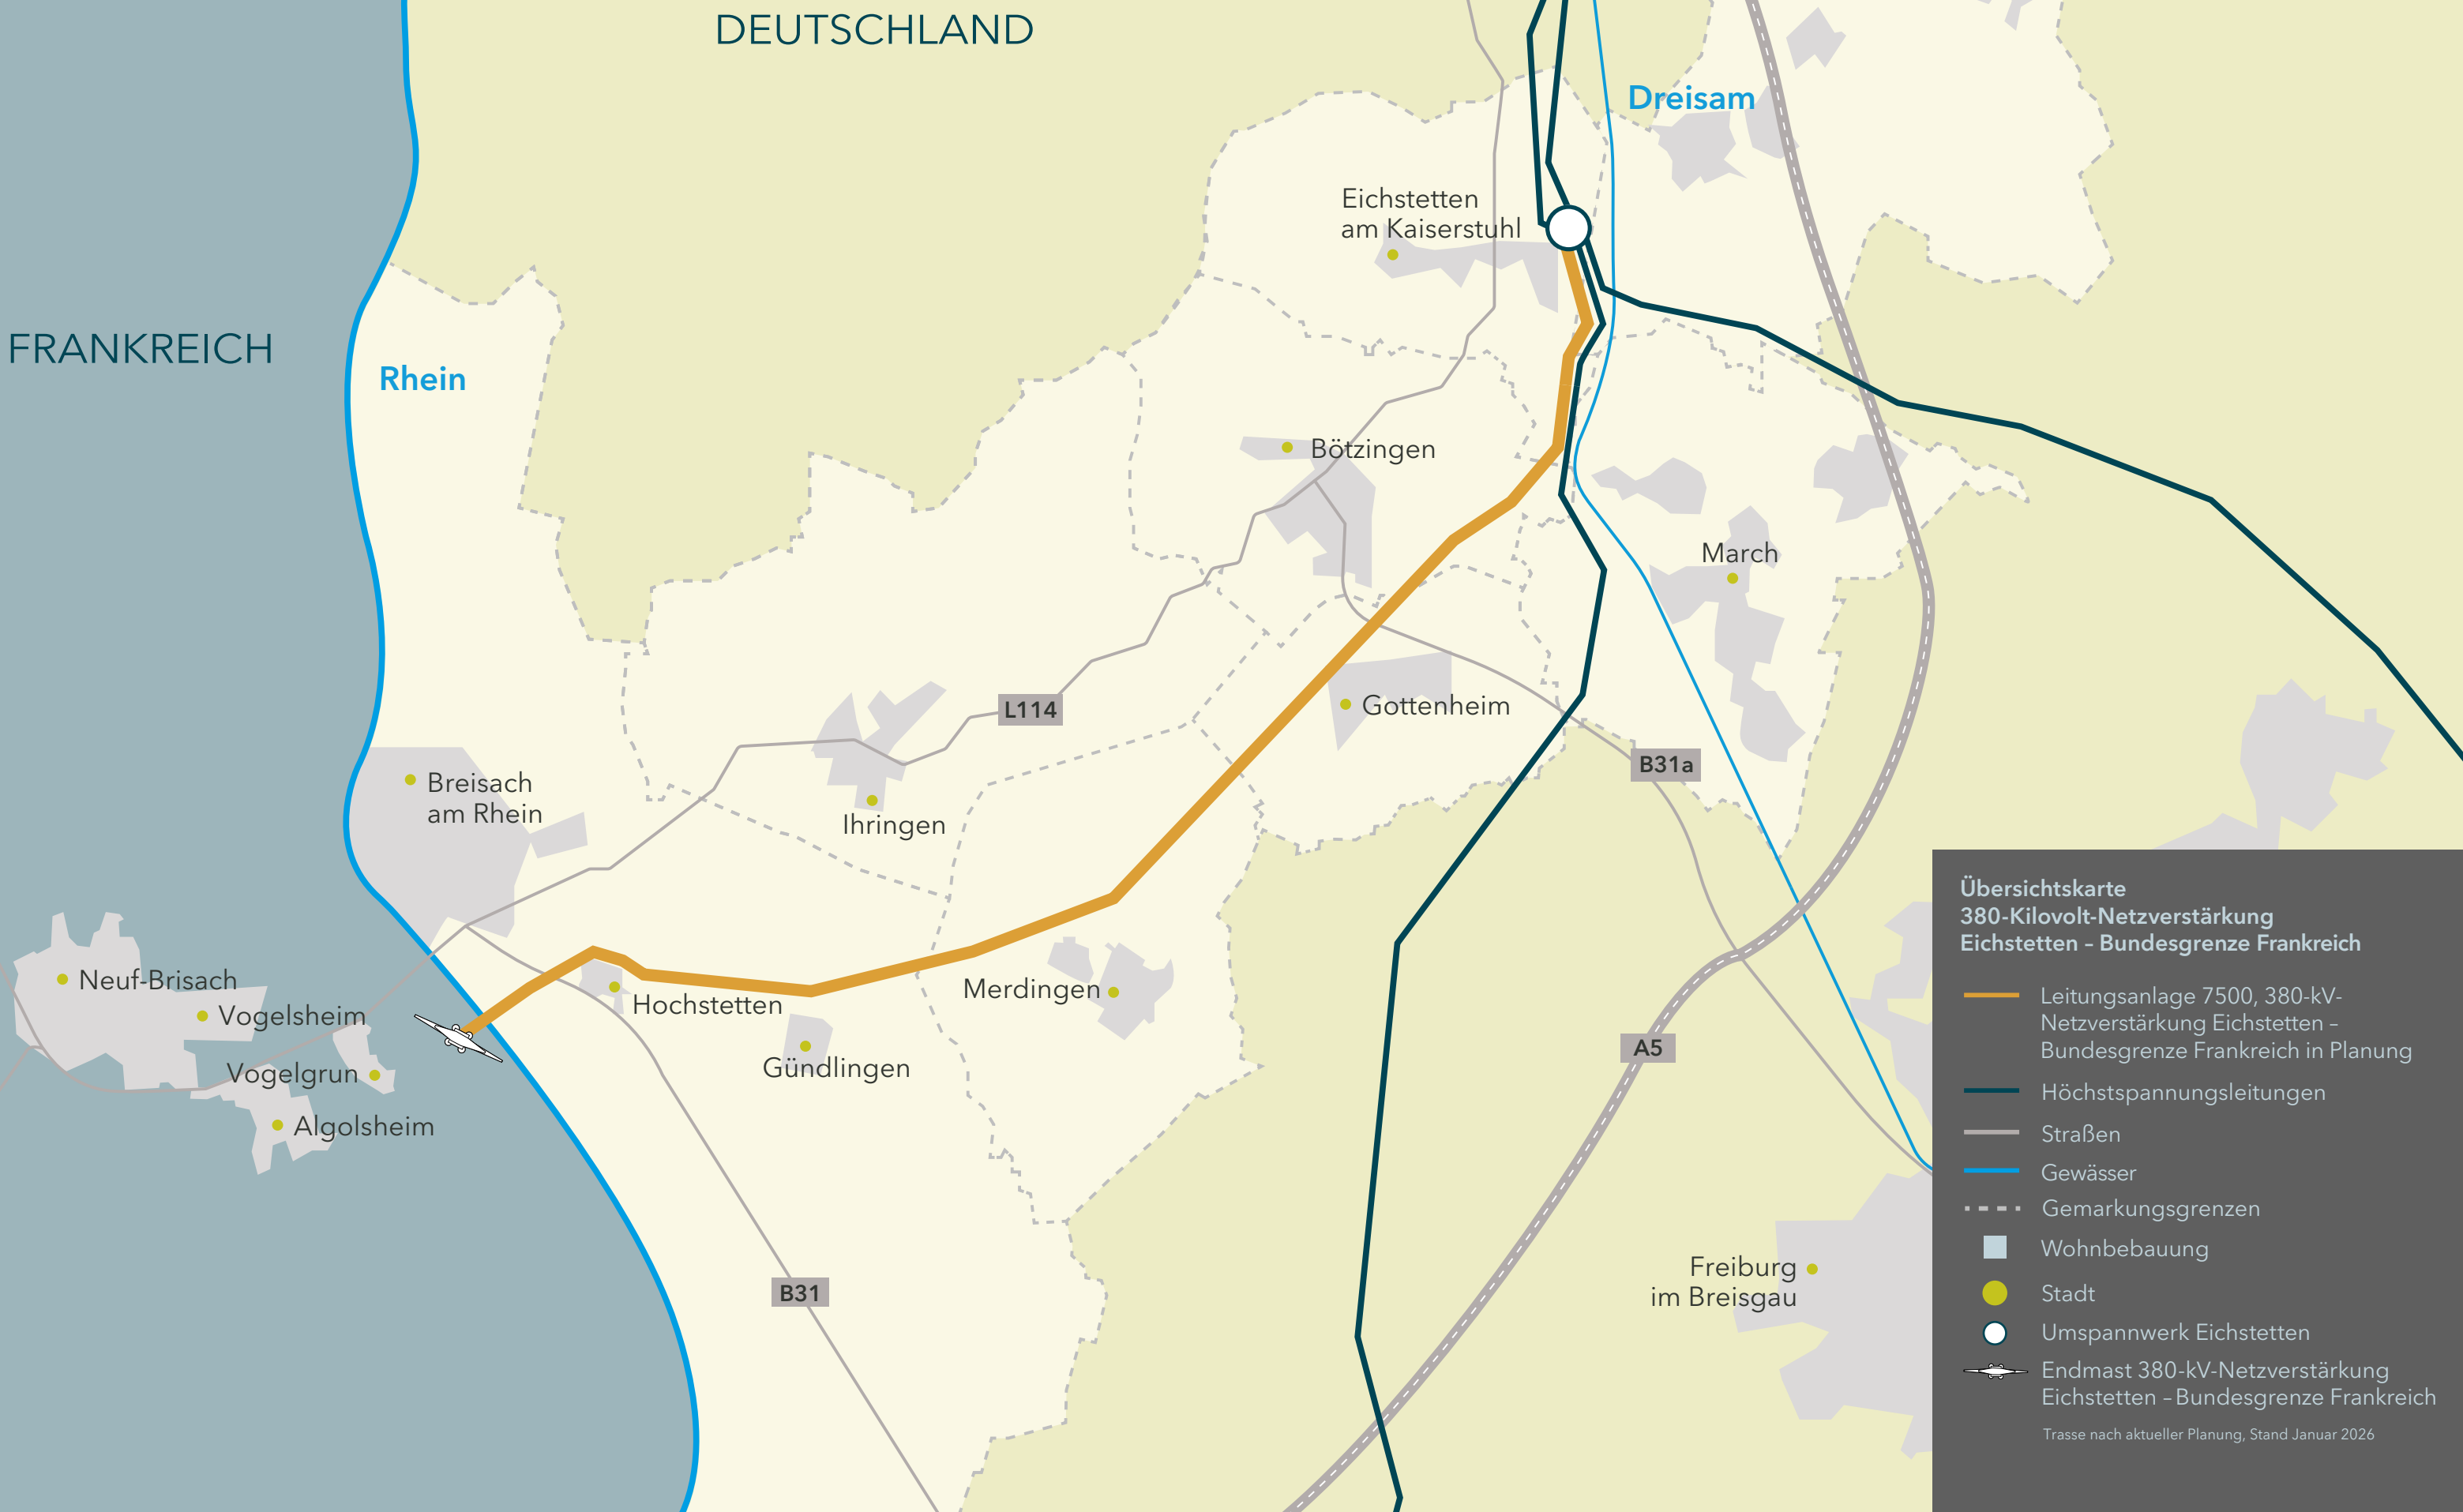 DEUTSCHLAND
Dreisam
Eichstetten
am Kaiserstuhl
FRANKREICH
Rhein
Bötzingen
March
Gottenheim
L114
B31a
Breisach
am Rhein
Ihringen
Neuf-Brisach
Vogelsheim
Hochstetten
Merdingen
Vogelgrun
Gündlingen
A5
Algolsheim
B31
Freiburg
im Breisgau
Übersichtskarte
380-Kilovolt-Netzverstärkung
Eichstetten – Bundesgrenze Frankreich
Leitungsanlage 7500, 380-kV-
Netzverstärkung Eichstetten –
Bundesgrenze Frankreich in Planung
Höchstspannungsleitungen
Straßen
Gewässer
Gemarkungsgrenzen
Wohnbebauung
Stadt
Umspannwerk Eichstetten
Endmast 380-kV-Netzverstärkung
Eichstetten – Bundesgrenze Frankreich
Trasse nach aktueller Planung, Stand Januar 2026